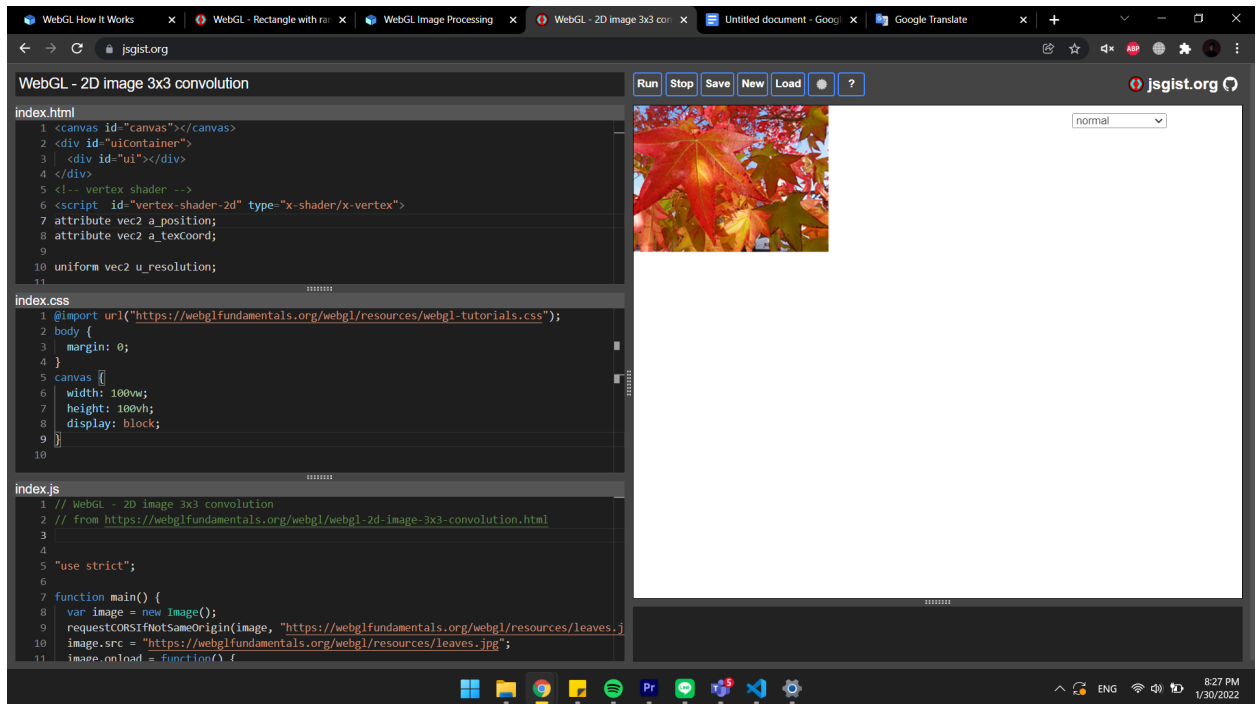 WebGL How It Works
WebGL - Rectangle with ran
WebGL Image Processing
WebGL - 2D image 3x3 con
Untitled document - Googl
Google Translate
jsgist.org
ABP
WebGL - 2D image 3x3 convolution
Run Stop Save New Load ?
jsgist.org
index.html
1 <canvas id="canvas"></canvas>
2 <div id="uiContainer">
3 <div id="ui"></div>
4 </div>
5 <!-- vertex shader -->
6 <script  id="vertex-shader-2d" type="x-shader/x-vertex">
7 attribute vec2 a_position;
8 attribute vec2 a_texCoord;
9
10 uniform vec2 u_resolution;
11
index.css
1 @import url("https://webglfundamentals.org/webgl/resources/webgl-tutorials.css");
2 body {
3 margin: 0;
4 }
5 canvas {
6 width: 100vw;
7 height: 100vh;
8 display: block;
9 }
10
index.js
1 // WebGL - 2D image 3x3 convolution
2 // from https://webglfundamentals.org/webgl/webgl-2d-image-3x3-convolution.html
3
4
5 "use strict";
6
7 function main() {
8 var image = new Image();
9 requestCORSIfNotSameOrigin(image, "https://webglfundamentals.org/webgl/resources/leaves.j
10 image.src = "https://webglfundamentals.org/webgl/resources/leaves.jpg";
11 image.onload = function() {
normal
Pr
LINE
5
ENG
8:27 PM
1/30/2022